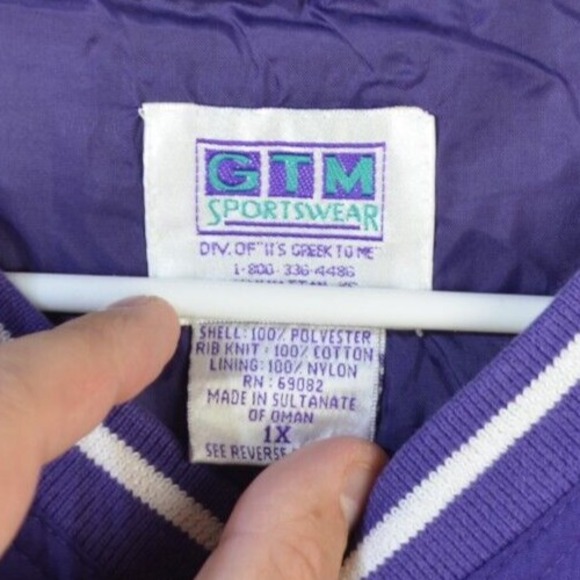 GTM
SPORTSWEAR
DIV. OF "IT'S GREEK TO ME"
1-800-336-4486
SHELL: 100% POLYESTER
RIB KNIT: 100% COTTON
LINING: 100% NYLON
RN: 69082
MADE IN SULTANATE
OF OMAN
1X
SEE REVERSE